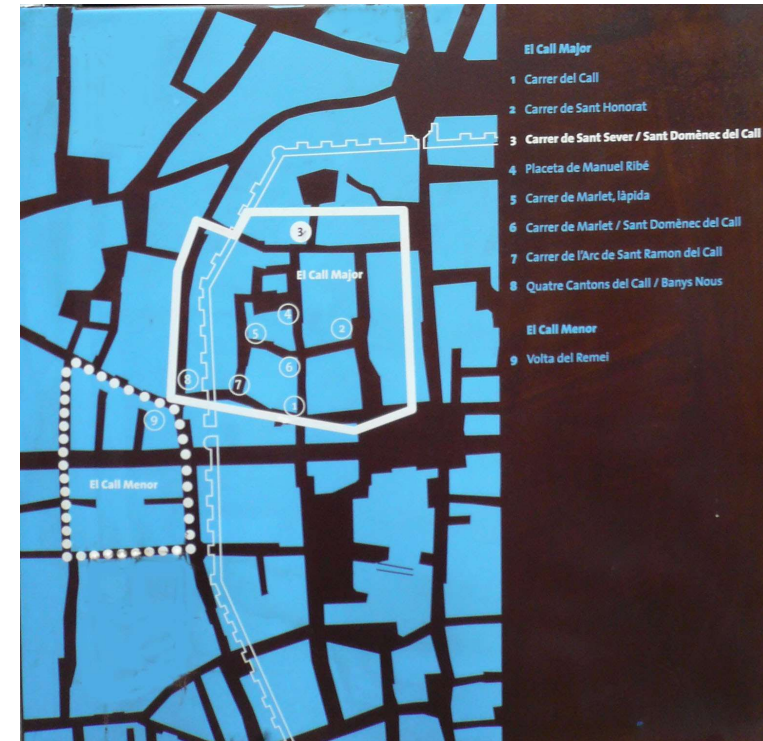 El Call Major
1 Carrer del Call
2 Carrer de Sant Honorat
3 Carrer de Sant Sever / Sant Domènec del Call
4 Placeta de Manuel Ribé
5 Carrer de Marlet, làpida
6 Carrer de Marlet / Sant Domènec del Call
7 Carrer de l'Arc de Sant Ramon del Call
8 Quatre Cantons del Call / Banys Nous
El Call Menor
9 Volta del Remei
3
El Call Major
4
2
5
6
8
7
1
9
El Call Menor